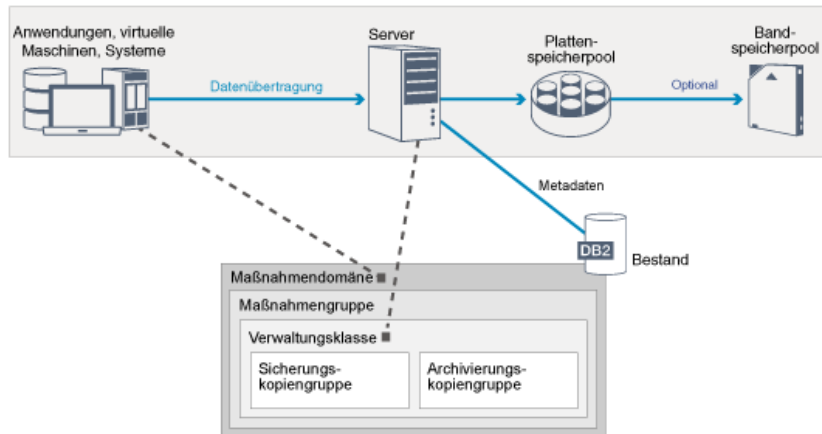 Anwendungen, virtuelle
Maschinen, Systeme
Server
Platten-
speicherpool
Band-
speicherpool
Datenübertragung
Optional
Metadaten
DB2
Bestand
Maßnahmendomäne
Maßnahmengruppe
Verwaltungsklasse
Sicherungs-
kopiengruppe
Archivierungs-
kopiengruppe